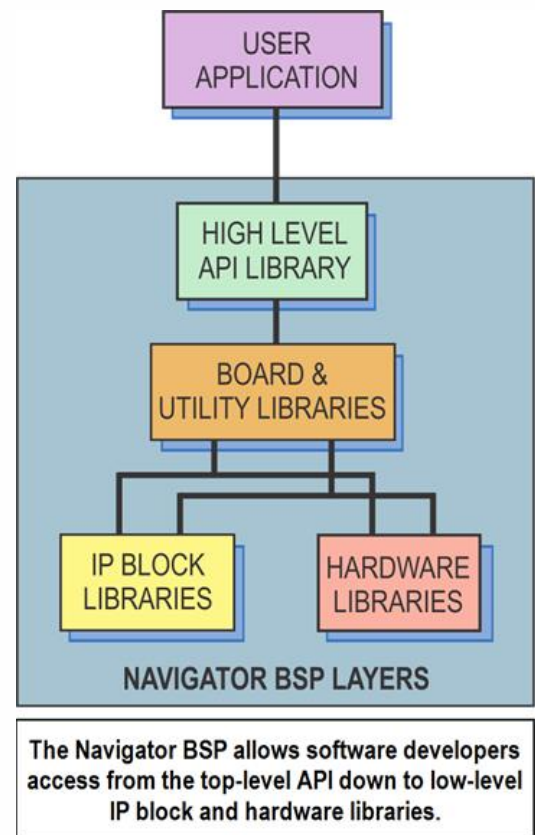 USER
APPLICATION
HIGH LEVEL
API LIBRARY
BOARD &
UTILITY LIBRARIES
IP BLOCK
LIBRARIES
HARDWARE
LIBRARIES
NAVIGATOR BSP LAYERS
The Navigator BSP allows software developers
access from the top-level API down to low-level
IP block and hardware libraries.